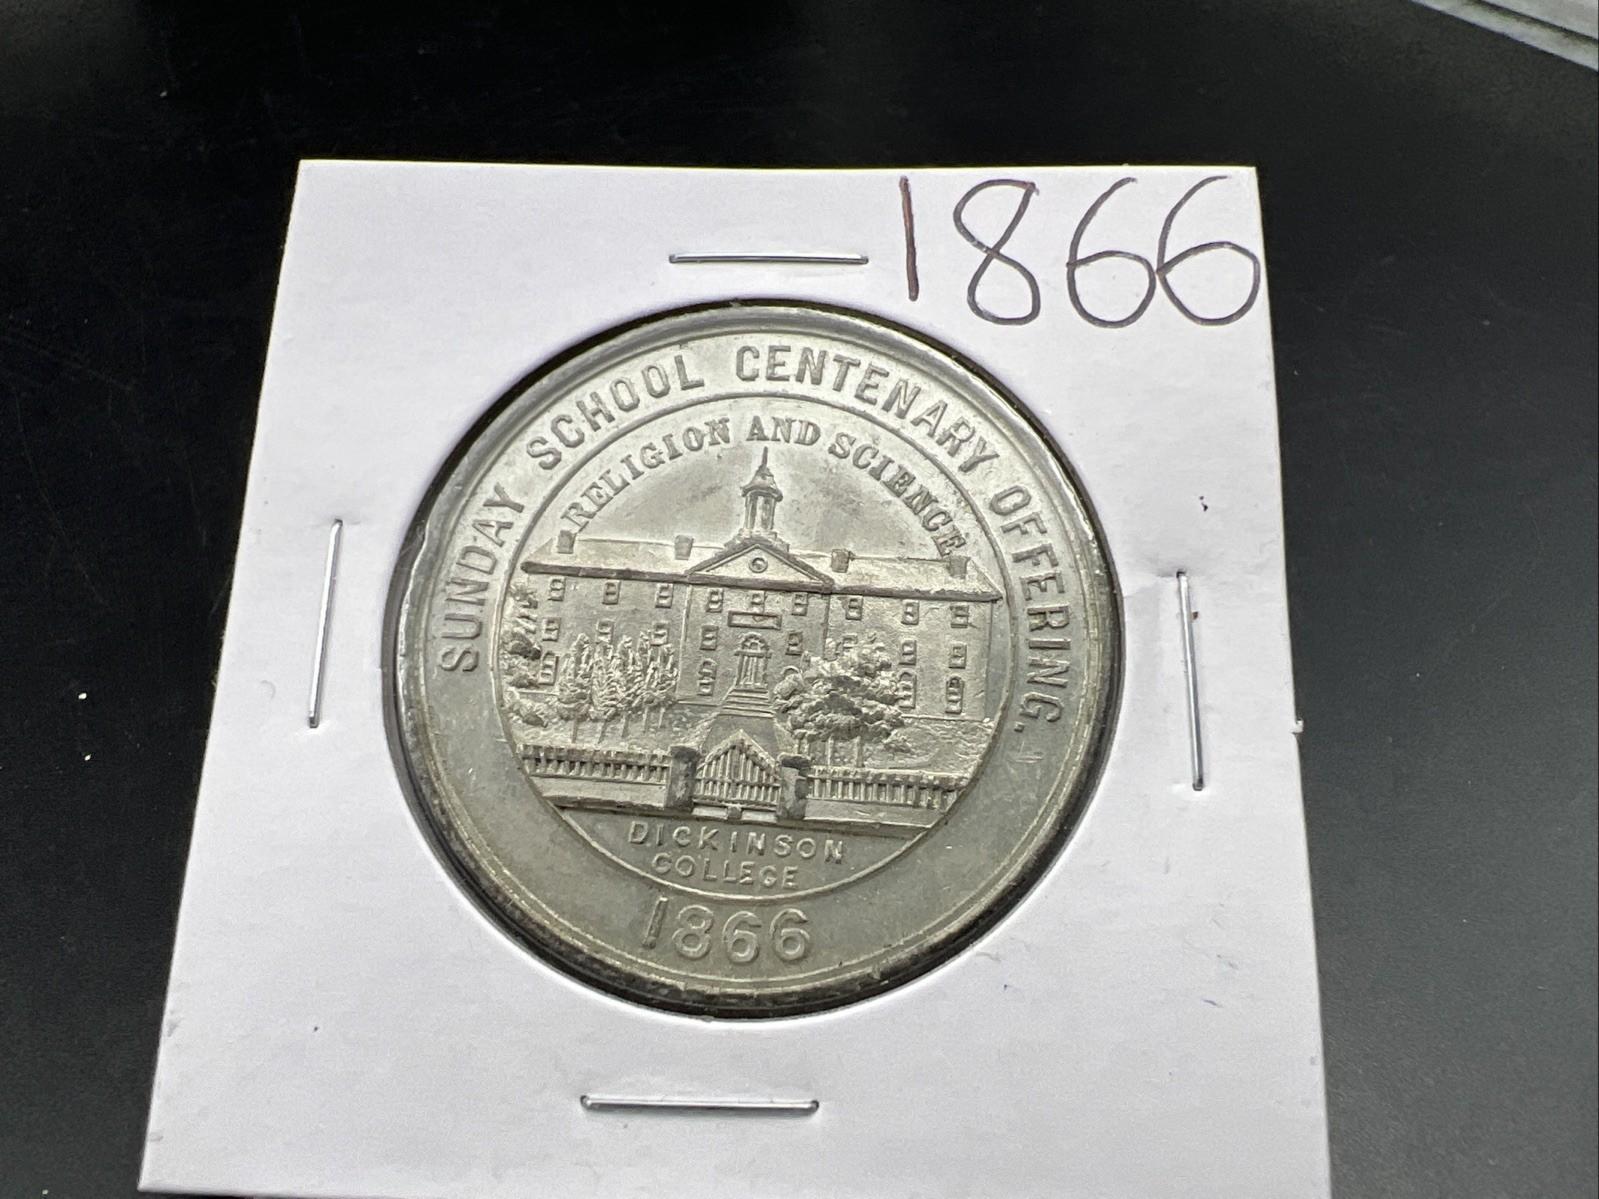 1866
SUNDAY SCHOOL CENTENARY OFFERING.
RELIGION AND SCIENCE
DICKINSON
COLLEGE
1866